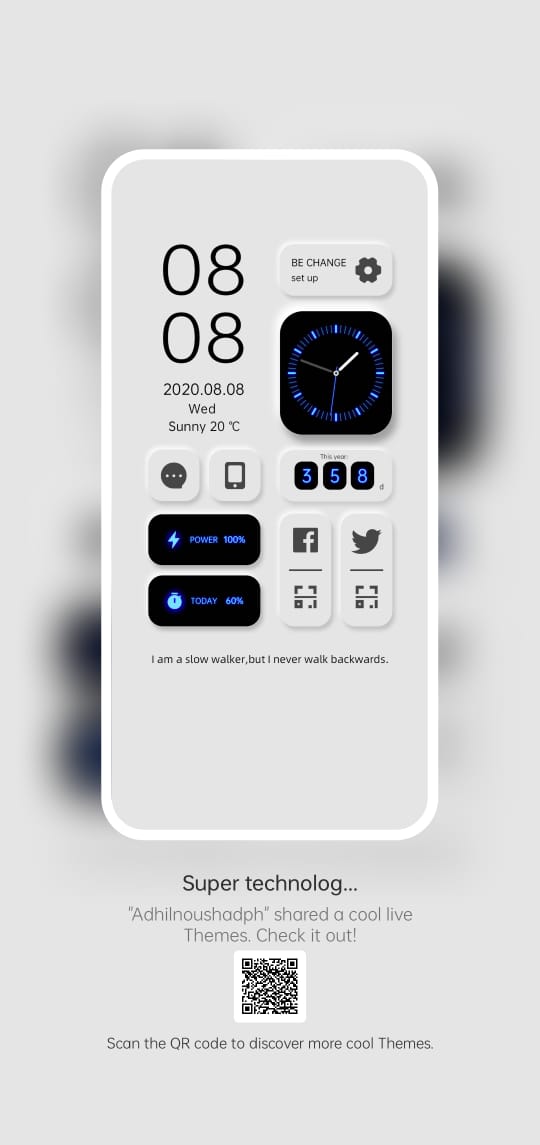 08
BE CHANGE
set up
08
2020.08.08
Wed
Sunny 20 ℃
This year:
3 5 8 d
POWER 100%
TODAY 60%
I am a slow walker,but I never walk backwards.
Super technolog...
"Adhilnoushadph" shared a cool live
Themes. Check it out!
Scan the QR code to discover more cool Themes.